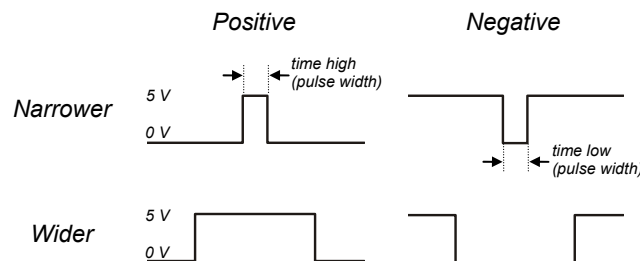 Positive
Negative
time high
(pulse width)
Narrower
5 V
0 V
time low
(pulse width)
Wider
5 V
0 V